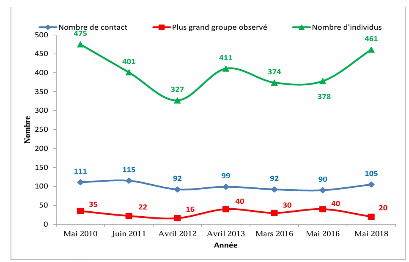 Nombre de contact Plus grand groupe observé Nombre d'individus
500
450
400
350
300
250
200
150
100
50
0
Nombre
475 401 327 411 374 378 461
111 115 92 99 92 90 105
35 22 16 40 30 40 20
Mai 2010 Juin 2011 Avril 2012 Avril 2013 Mars 2016 Mai 2016 Mai 2018
Année